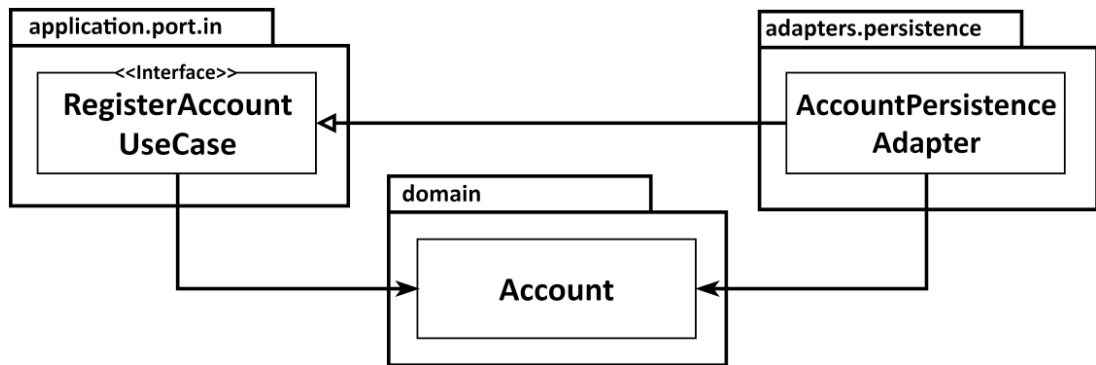 application.port.in
<<Interface>>
RegisterAccount
UseCase
adapters.persistence
AccountPersistence
Adapter
domain
Account